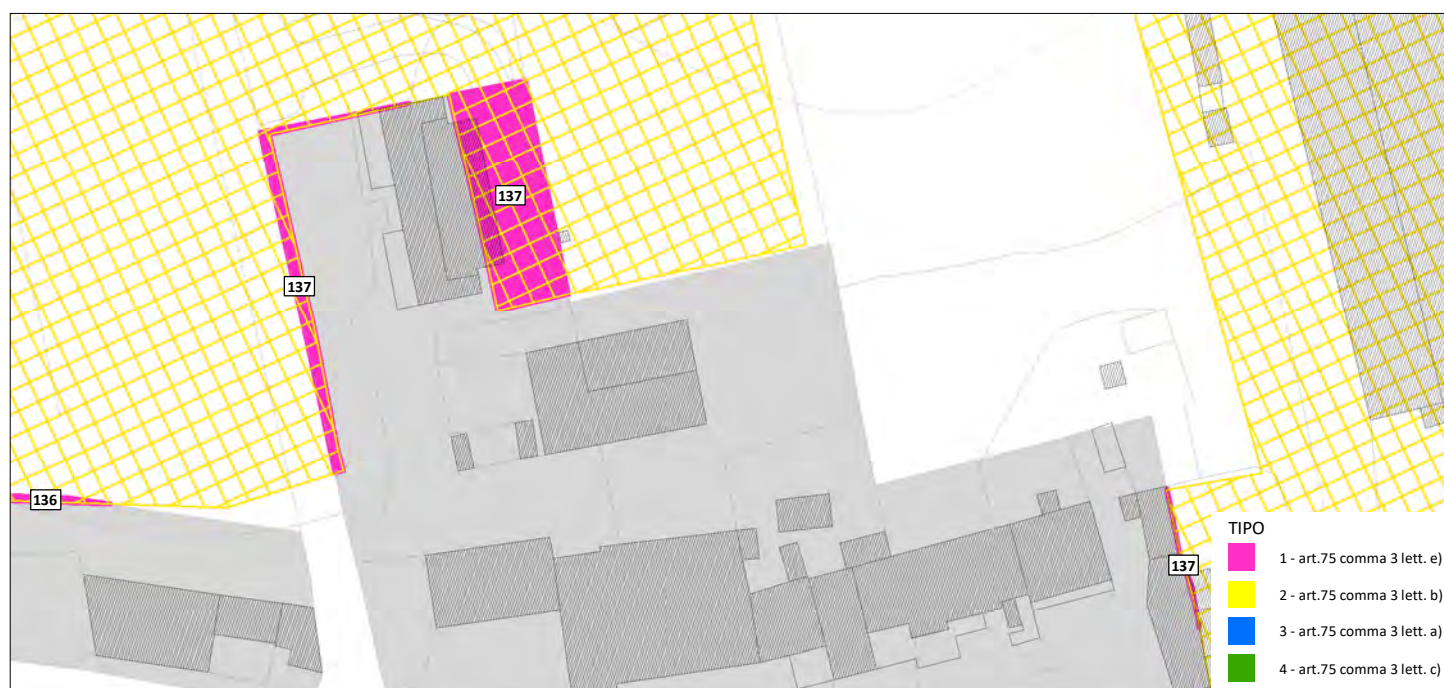 137
137
136
137
TIPO
1 - art.75 comma 3 lett. e)
2 - art.75 comma 3 lett. b)
3 - art.75 comma 3 lett. a)
4 - art.75 comma 3 lett. c)